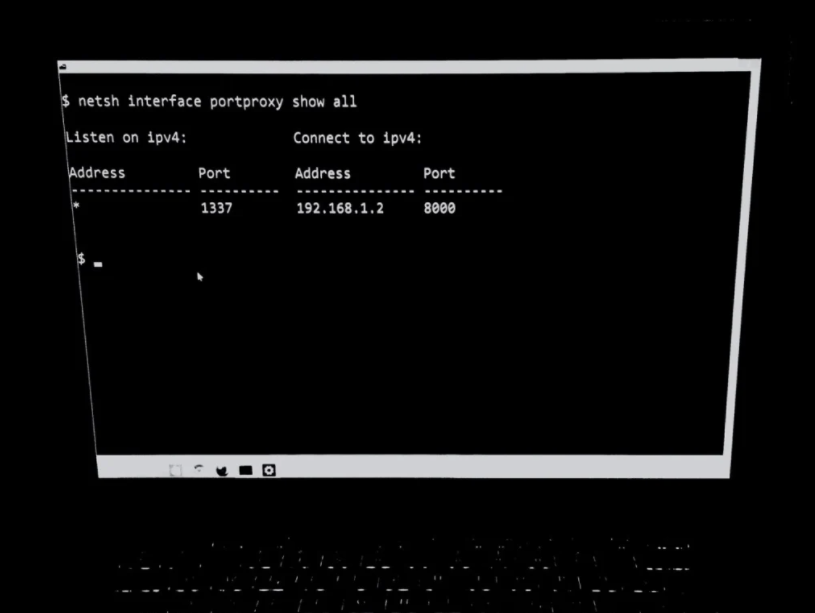 $ netsh interface portproxy show all
Listen on ipv4: Connect to ipv4:
Address Port Address Port
--------------- ---------- --------------- ----------
* 1337 192.168.1.2 8000
$